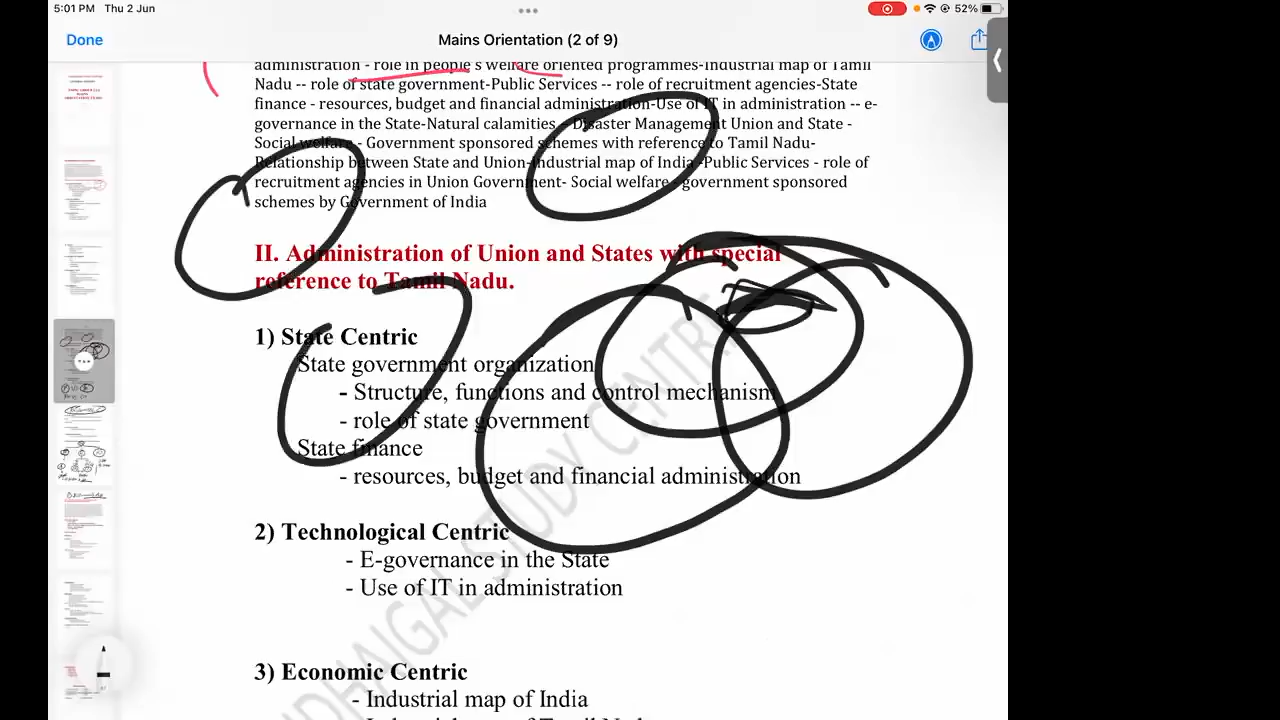 5:01 PM Thu 2 Jun
52%
Done
Mains Orientation (2 of 9)
administration - role in people's welfare oriented programmes-Industrial map of Tamil
Nadu -- role of state government-Public Services -- role of recruitment agencies-State
finance - resources, budget and financial administration-Use of IT in administration -- e-
governance in the State-Natural calamities - Disaster Management Union and State -
Social welfare - Government sponsored schemes with reference to Tamil Nadu-
Relationship between State and Union-Industrial map of India -Public Services - role of
recruitment agencies in Union Government- Social welfare - government sponsored
schemes by Government of India
II. Administration of Union and States with special
reference to Tamil Nadu.
1) State Centric
State government organization
- Structure, functions and control mechanism
- role of state government
State finance
- resources, budget and financial administration
2) Technological Centric
- E-governance in the State
- Use of IT in administration
3) Economic Centric
- Industrial map of India
STUDY CENTRE